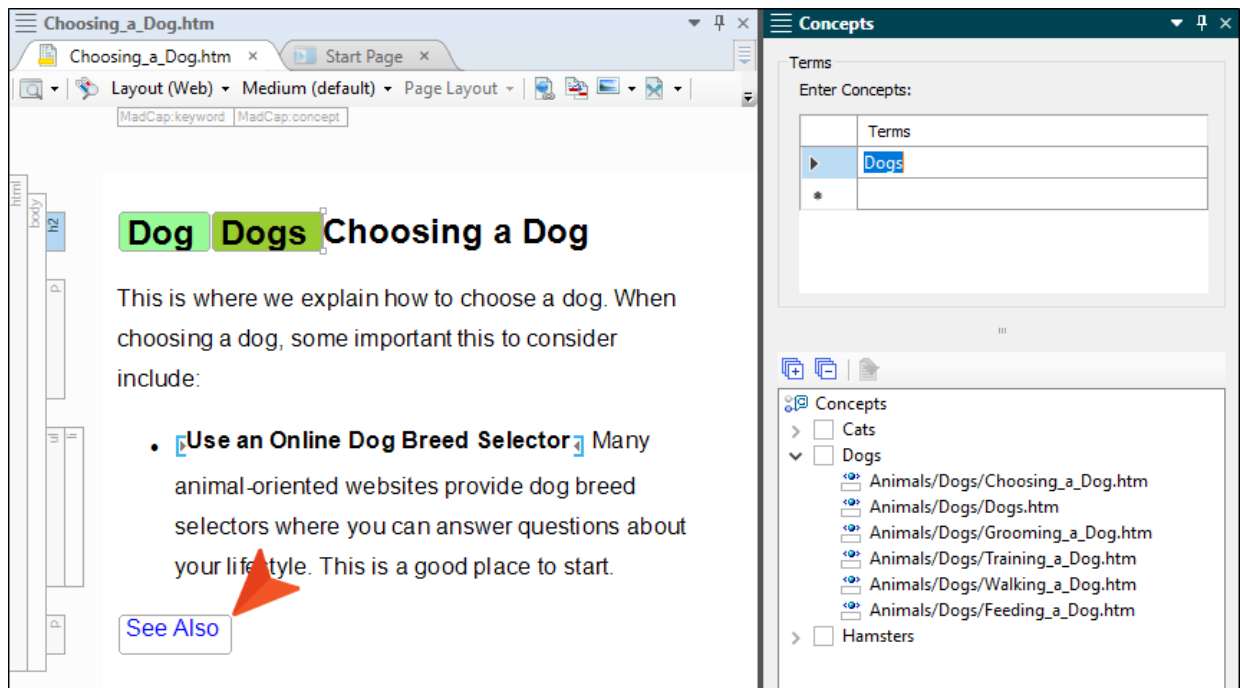 Choosing_a_Dog.htm
Choosing_a_Dog.htm
Start Page
Layout (Web)
Medium (default)
Page Layout
MadCap:keyword
MadCap:concept
html
body
h2
Dog
Dogs
Choosing a Dog
p
This is where we explain how to choose a dog. When
choosing a dog, some important this to consider
include:
ul
li
• Use an Online Dog Breed Selector Many
animal-oriented websites provide dog breed
selectors where you can answer questions about
your lifestyle. This is a good place to start.
p
See Also
Concepts
Terms
Enter Concepts:
Terms
Dogs
Concepts
Cats
Dogs
Animals/Dogs/Choosing_a_Dog.htm
Animals/Dogs/Dogs.htm
Animals/Dogs/Grooming_a_Dog.htm
Animals/Dogs/Training_a_Dog.htm
Animals/Dogs/Walking_a_Dog.htm
Animals/Dogs/Feeding_a_Dog.htm
Hamsters